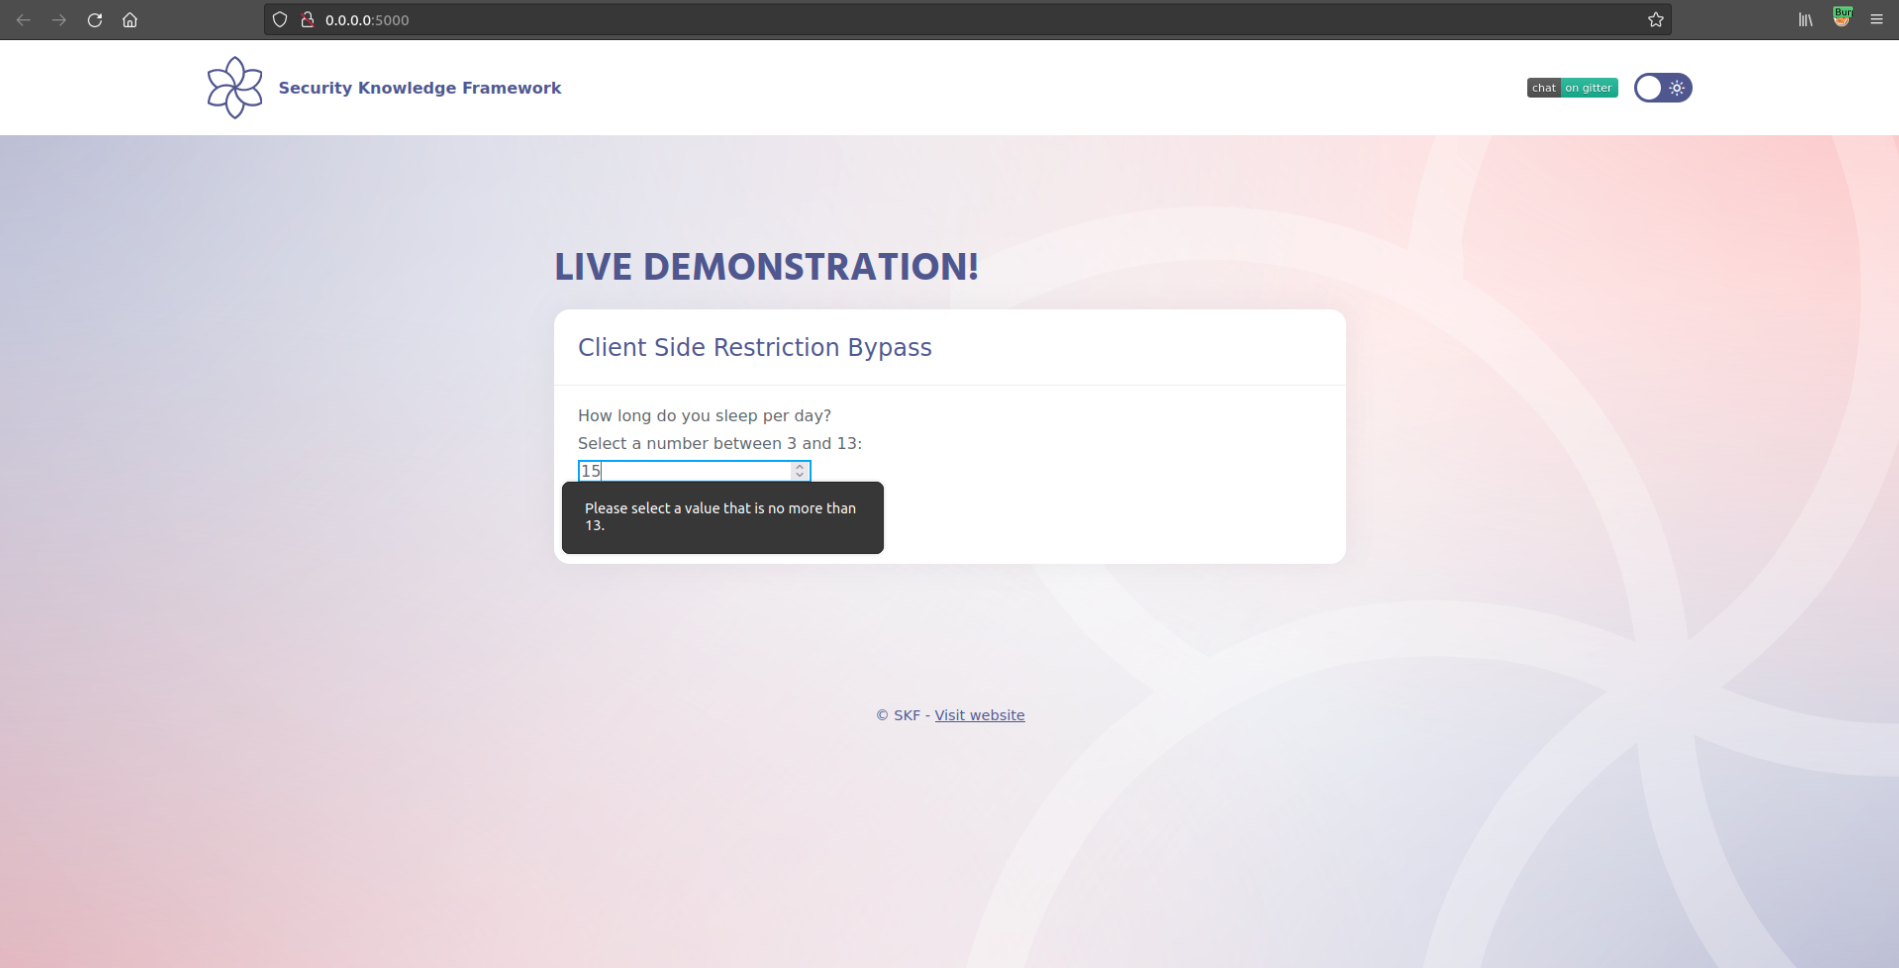 0.0.0.0:5000
Security Knowledge Framework
chat on gitter
LIVE DEMONSTRATION!
Client Side Restriction Bypass
How long do you sleep per day?
Select a number between 3 and 13:
15
Please select a value that is no more than
13.
© SKF - Visit website